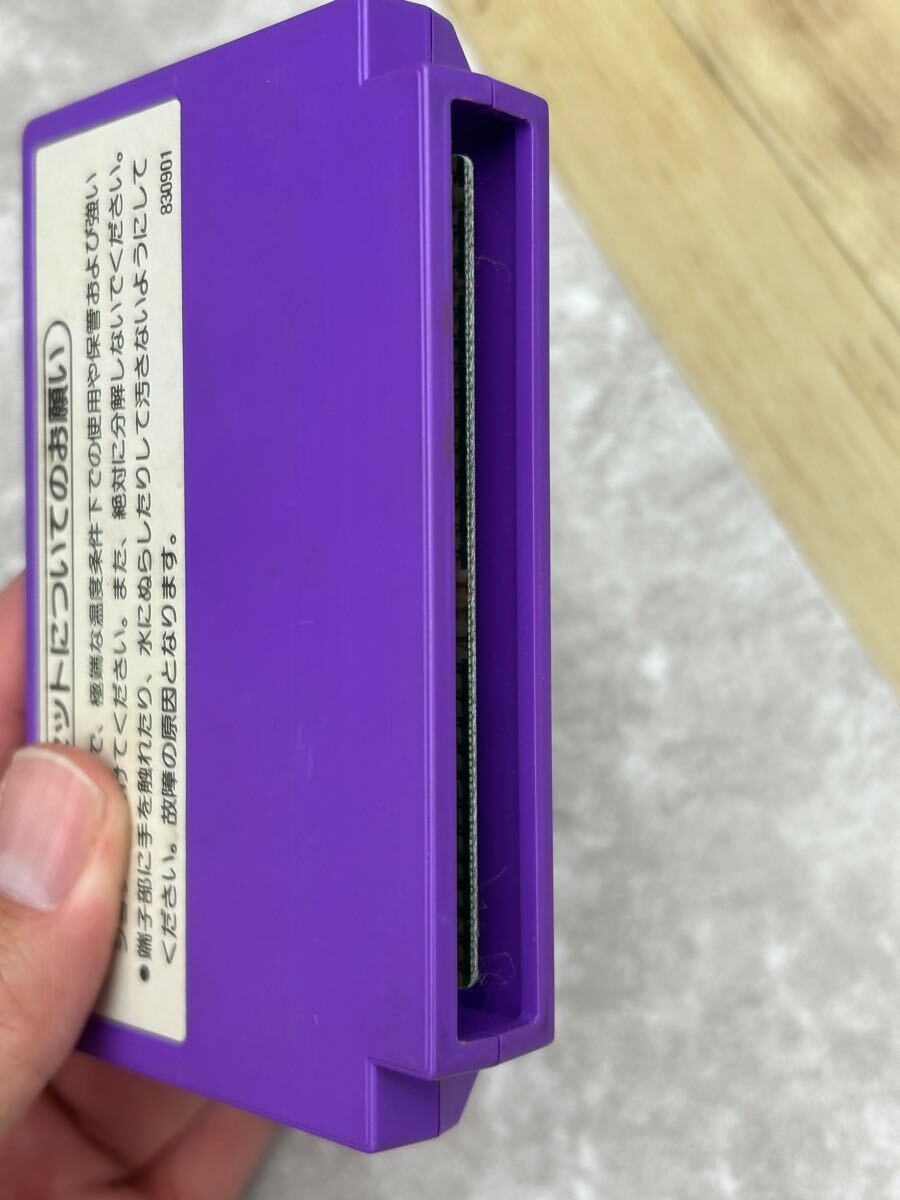 セットについてのお願い
で、極端な温度条件下での使用や保管および強い
けてください。また、絶対に分解しないでください。
●端子部に手を触れたり、水にぬらしたりして汚さないようにして
ください。故障の原因となります。
830901